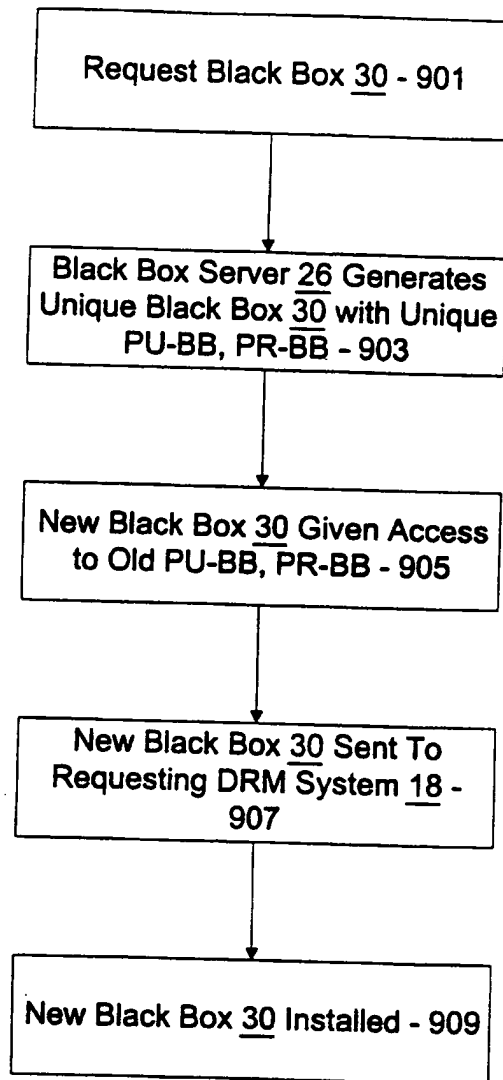 Request Black Box 30 - 901
Black Box Server 26 Generates
Unique Black Box 30 with Unique
PU-BB, PR-BB - 903
New Black Box 30 Given Access
to Old PU-BB, PR-BB - 905
New Black Box 30 Sent To
Requesting DRM System 18 -
907
New Black Box 30 Installed - 909